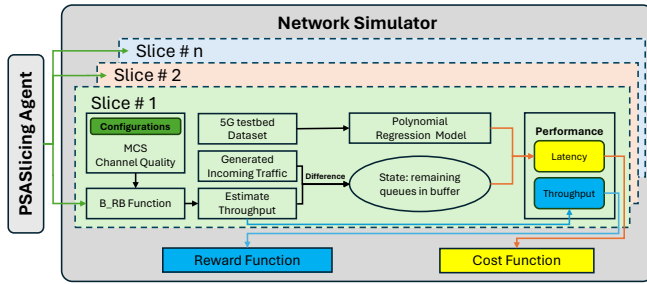 Network Simulator
PSASlicing Agent
Slice # n
Slice # 2
Slice # 1
Configurations
MCS
Channel Quality
B_RB Function
5G testbed
Dataset
Generated
Incoming Traffic
Estimate
Throughput
Difference
Polynomial
Regression Model
State: remaining
queues in buffer
Performance
Latency
Throughput
Reward Function
Cost Function